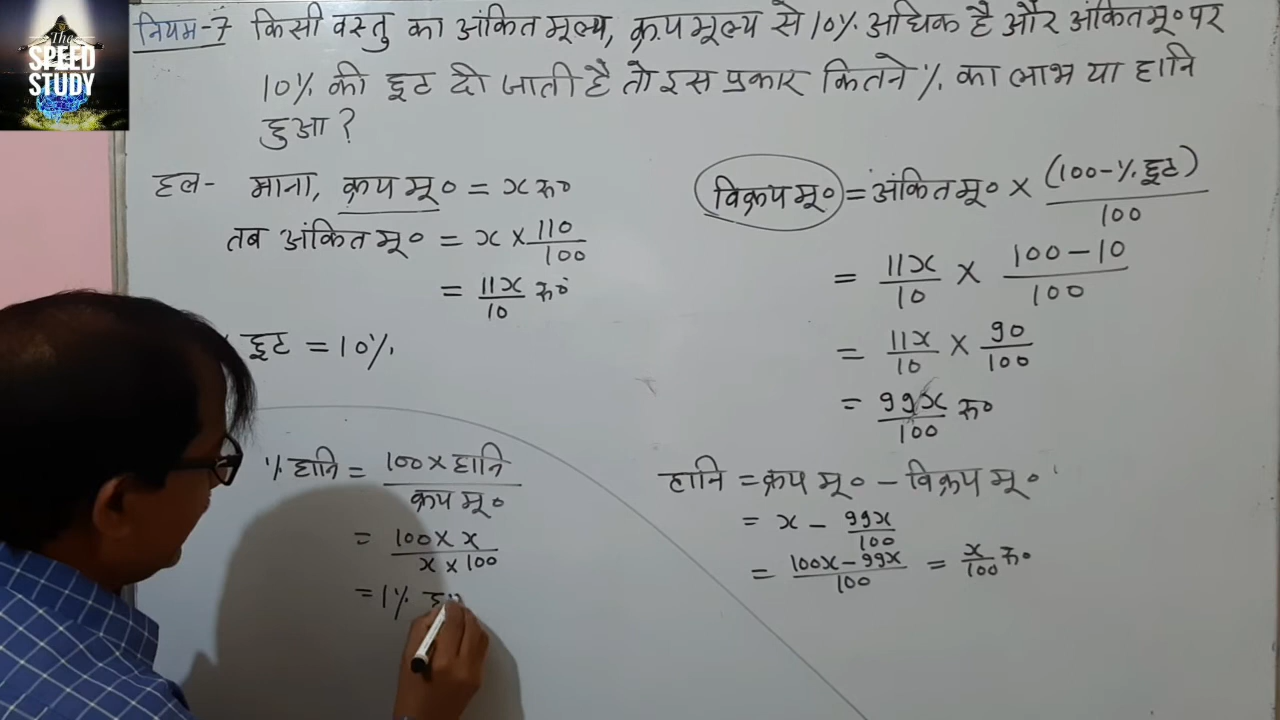 The
SPEED
STUDY
नियम-7 किसी वस्तु का अंकित मूल्य, क्रय मूल्य से 10% अधिक है और अंकित मू० पर
10% की छूट दी जाती है तो इस प्रकार कितने % का लाभ या हानि
हुआ?
हल- माना, क्रय मू० = x रु०
तब अंकित मू० = x × 110/100
= 11x/10 रु०
छूट = 10%
% हानि = 100 × हानि / क्रय मू०
= 100 × x / x × 100
= 1%
विक्रय मू० = अंकित मू० × (100-% छूट)/100
= 11x/10 × 100-10/100
= 11x/10 × 90/100
= 99x/100 रु०
हानि = क्रय मू० - विक्रय मू०
= x - 99x/100
= 100x-99x/100 = x/100 रु०